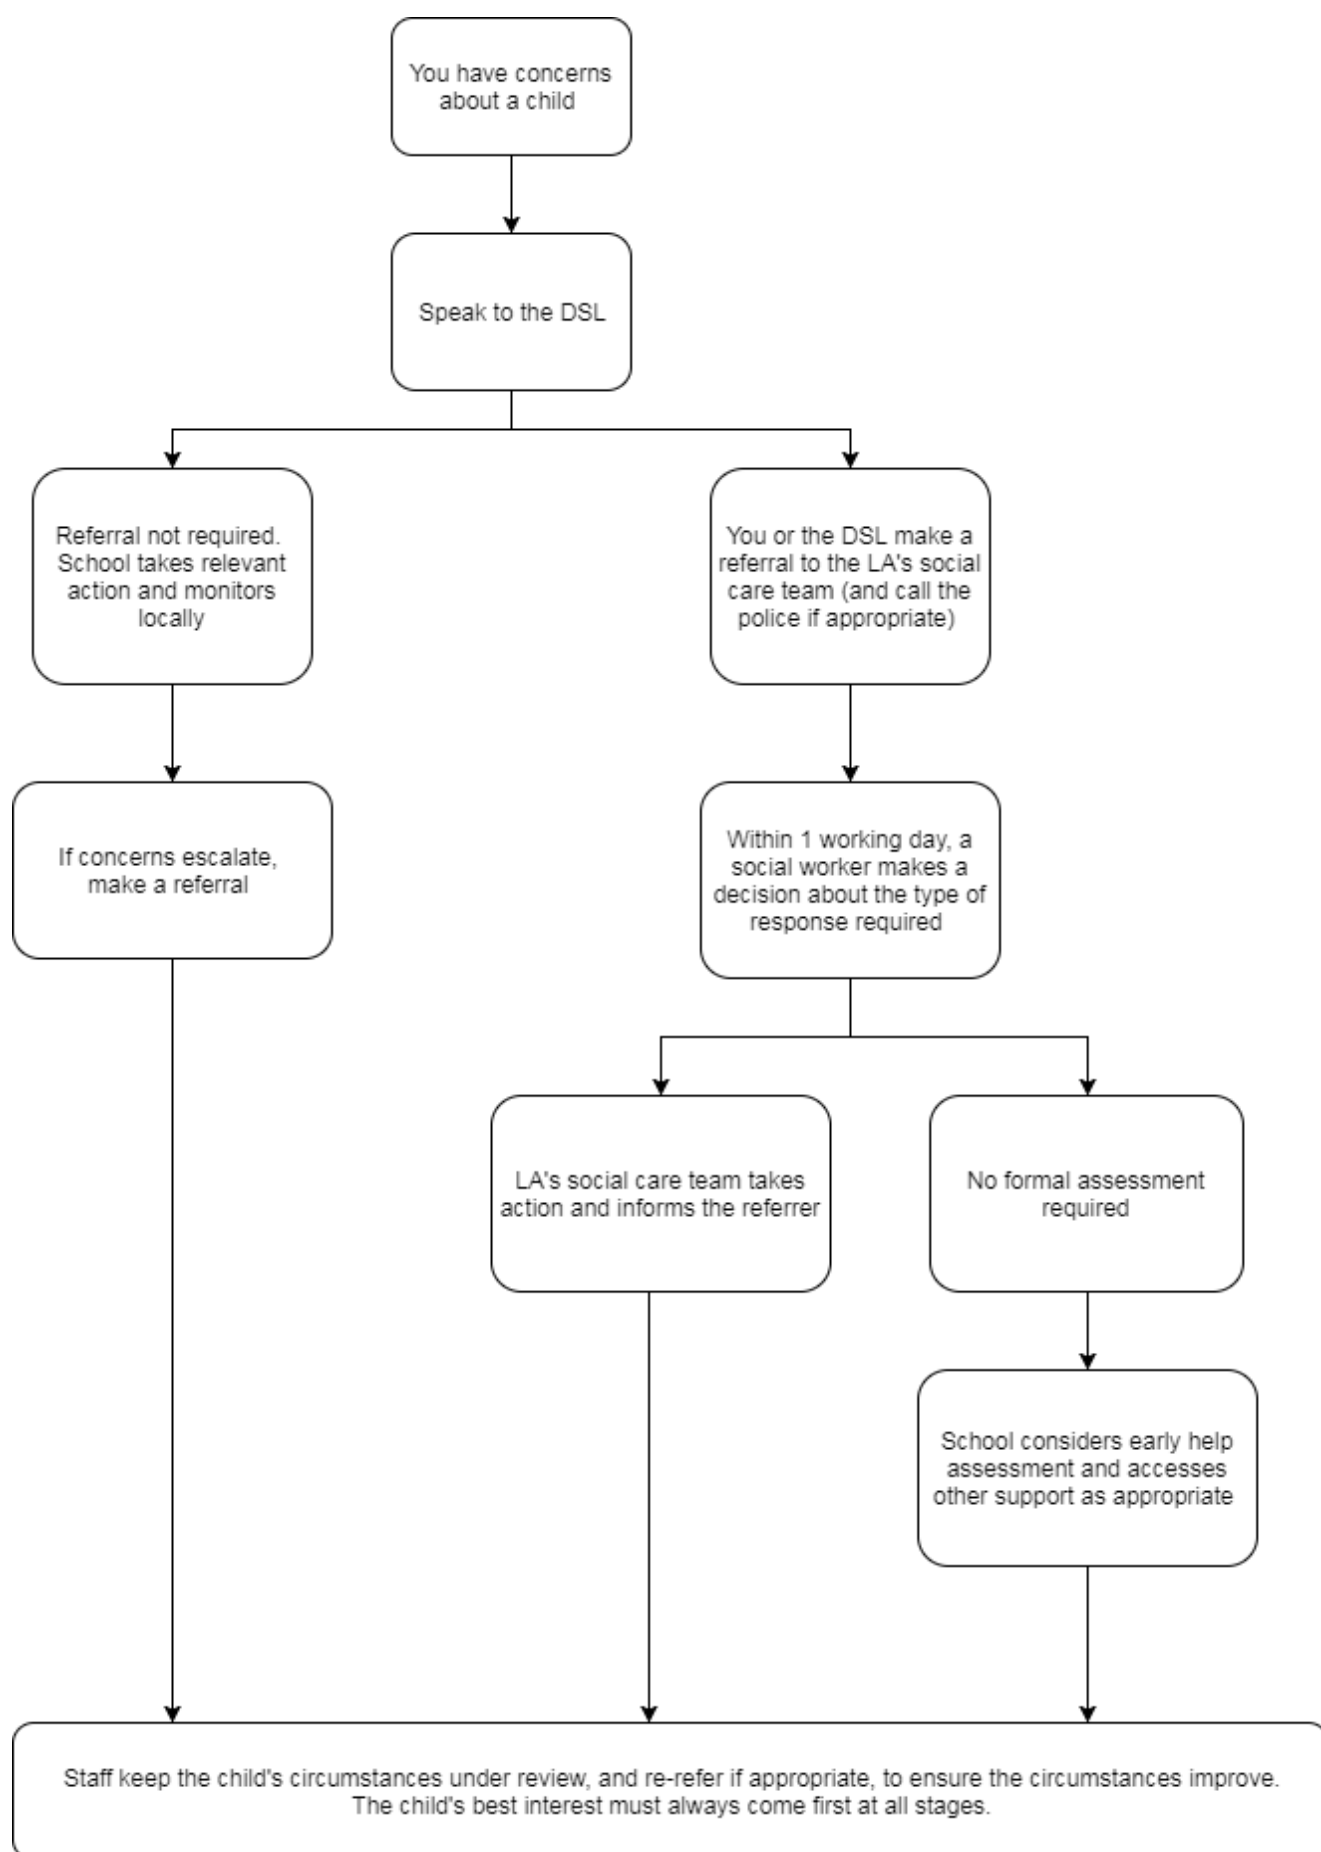 You have concerns
about a child
Speak to the DSL
Referral not required.
School takes relevant
action and monitors
locally
You or the DSL make a
referral to the LA's social
care team (and call the
police if appropriate)
If concerns escalate,
make a referral
Within 1 working day, a
social worker makes a
decision about the type of
response required
LA's social care team takes
action and informs the referrer
No formal assessment
required
School considers early help
assessment and accesses
other support as appropriate
Staff keep the child's circumstances under review, and re-refer if appropriate, to ensure the circumstances improve.
The child's best interest must always come first at all stages.